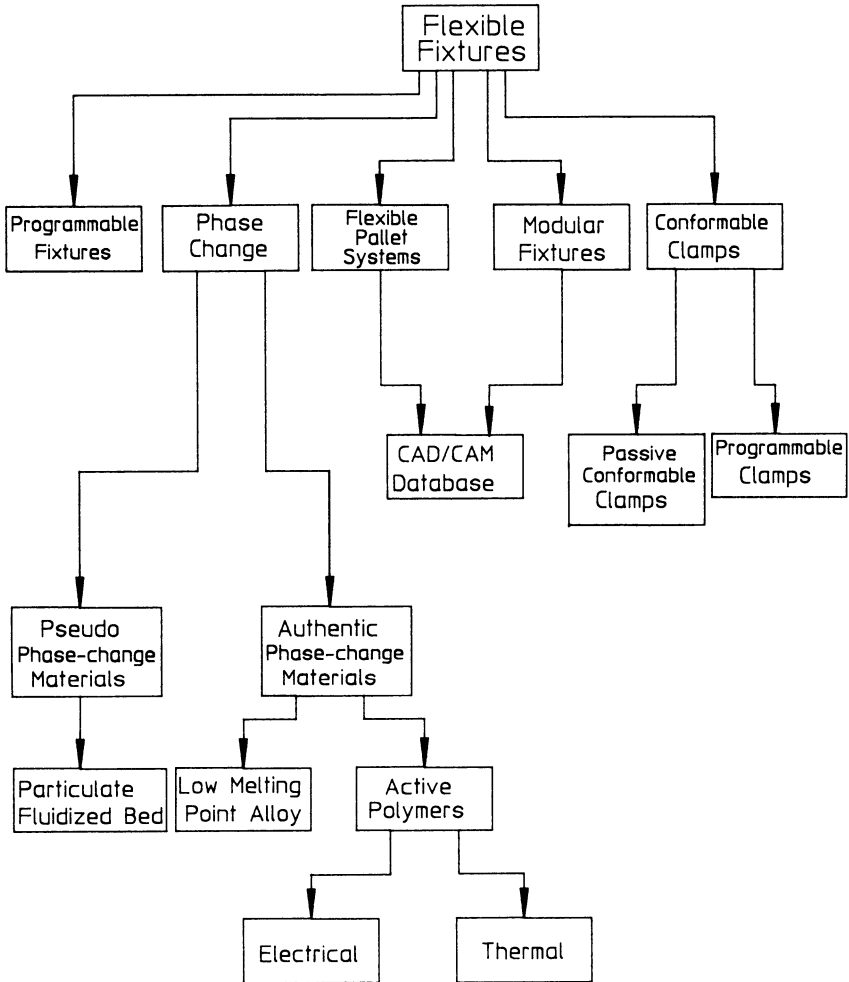 Flexible
Fixtures
Programmable
Fixtures
Phase
Change
Flexible
Pallet
Systems
Modular
Fixtures
Conformable
Clamps
CAD/CAM
Database
Passive
Conformable
Clamps
Programmable
Clamps
Pseudo
Phase-change
Materials
Authentic
Phase-change
Materials
Particulate
Fluidized Bed
Low Melting
Point Alloy
Active
Polymers
Electrical
Thermal